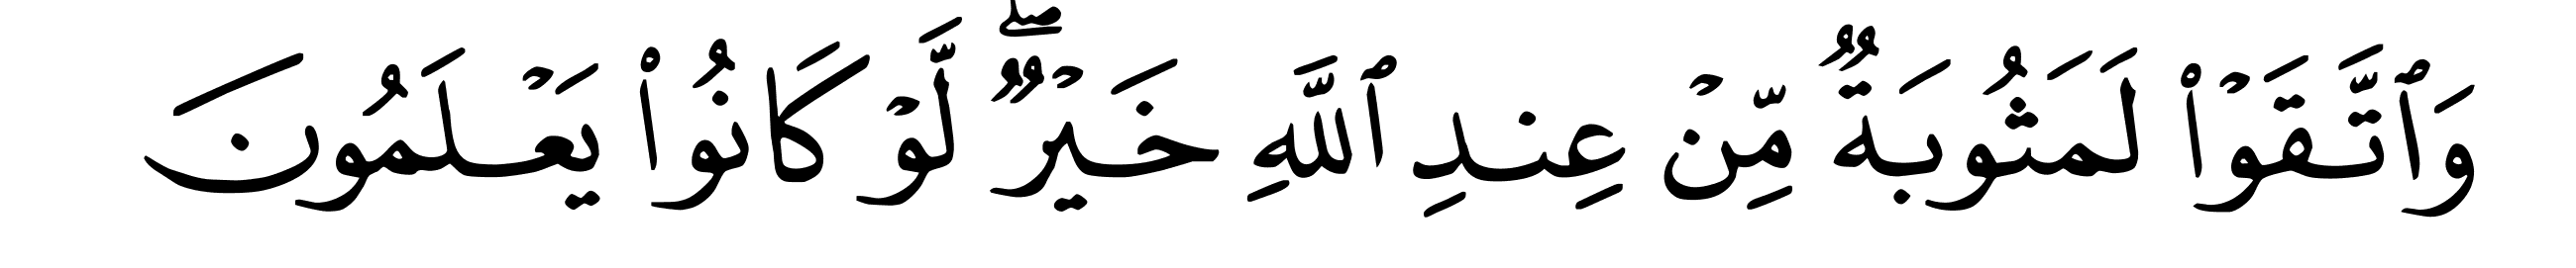 وَٱتَّقَوۡاْ لَمَثُوبَةٞ مِّنۡ عِندِ ٱللَّهِ خَيۡرٞۚ لَّوۡ كَانُواْ يَعۡلَمُونَ